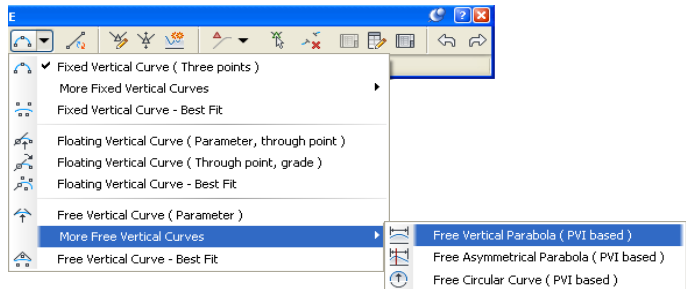 E
Fixed Vertical Curve ( Three points )
More Fixed Vertical Curves
Fixed Vertical Curve - Best Fit
Floating Vertical Curve ( Parameter, through point )
Floating Vertical Curve ( Through point, grade )
Floating Vertical Curve - Best Fit
Free Vertical Curve ( Parameter )
More Free Vertical Curves
Free Vertical Curve - Best Fit
Free Vertical Parabola ( PVI based )
Free Asymmetrical Parabola ( PVI based )
Free Circular Curve ( PVI based )